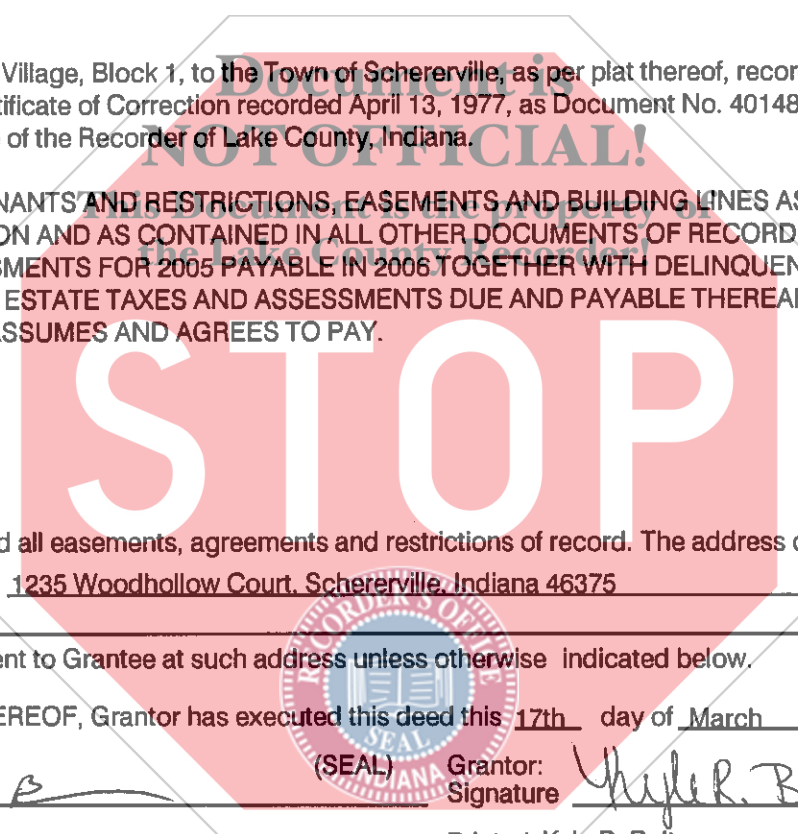 Document is
Village, Block 1, to the Town of Schererville, as per plat thereof, recor
tificate of Correction recorded April 13, 1977, as Document No. 40148
of the Recorder of Lake County, Indiana.
NOT OFFICIAL!
NANTS AND RESTRICTIONS, EASEMENTS AND BUILDING LINES AS
This Document is the property of
ON AND AS CONTAINED IN ALL OTHER DOCUMENTS OF RECORD
the Lake County Recorder!
SMENTS FOR 2005 PAYABLE IN 2006 TOGETHER WITH DELINQUEN
ESTATE TAXES AND ASSESSMENTS DUE AND PAYABLE THEREA
ASSUMES AND AGREES TO PAY.
STOP
d all easements, agreements and restrictions of record. The address o
1235 Woodhollow Court, Schererville, Indiana 46375
RECORDER'S OFFICE
ent to Grantee at such address unless otherwise indicated below.
EREOF, Grantor has executed this deed this 17th day of March
SEAL
INDIANA
(SEAL) Grantor:
Signature Kyle R. B